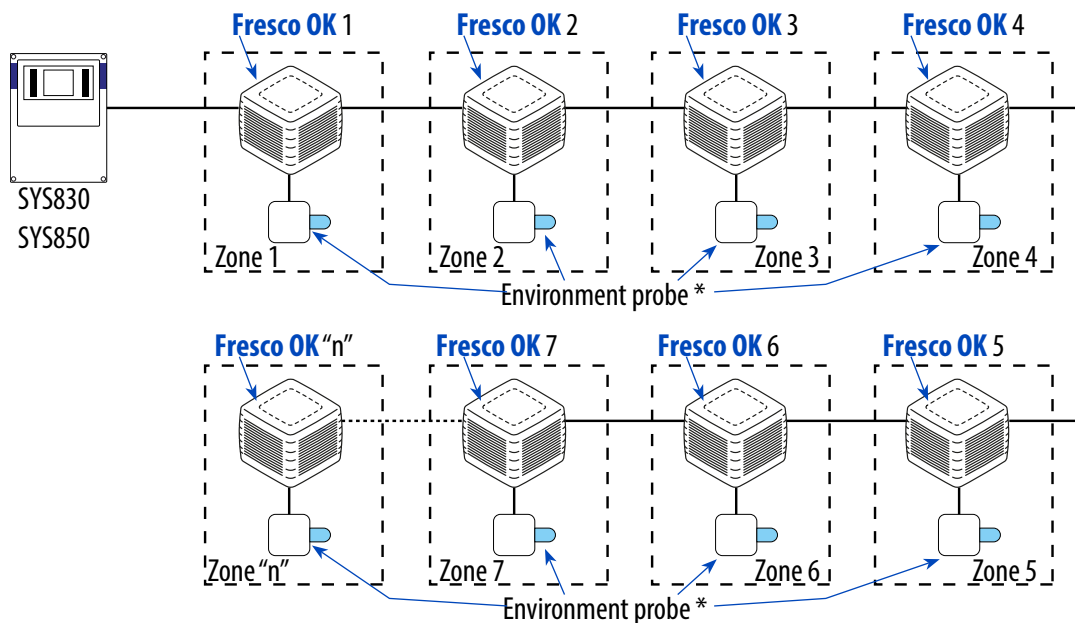 Fresco OK 1
Fresco OK 2
Fresco OK 3
Fresco OK 4
SYS830
SYS850
Zone 1
Zone 2
Zone 3
Zone 4
Environment probe *
Fresco OK “n”
Fresco OK 7
Fresco OK 6
Fresco OK 5
Zone “n”
Zone 7
Zone 6
Zone 5
Environment probe *